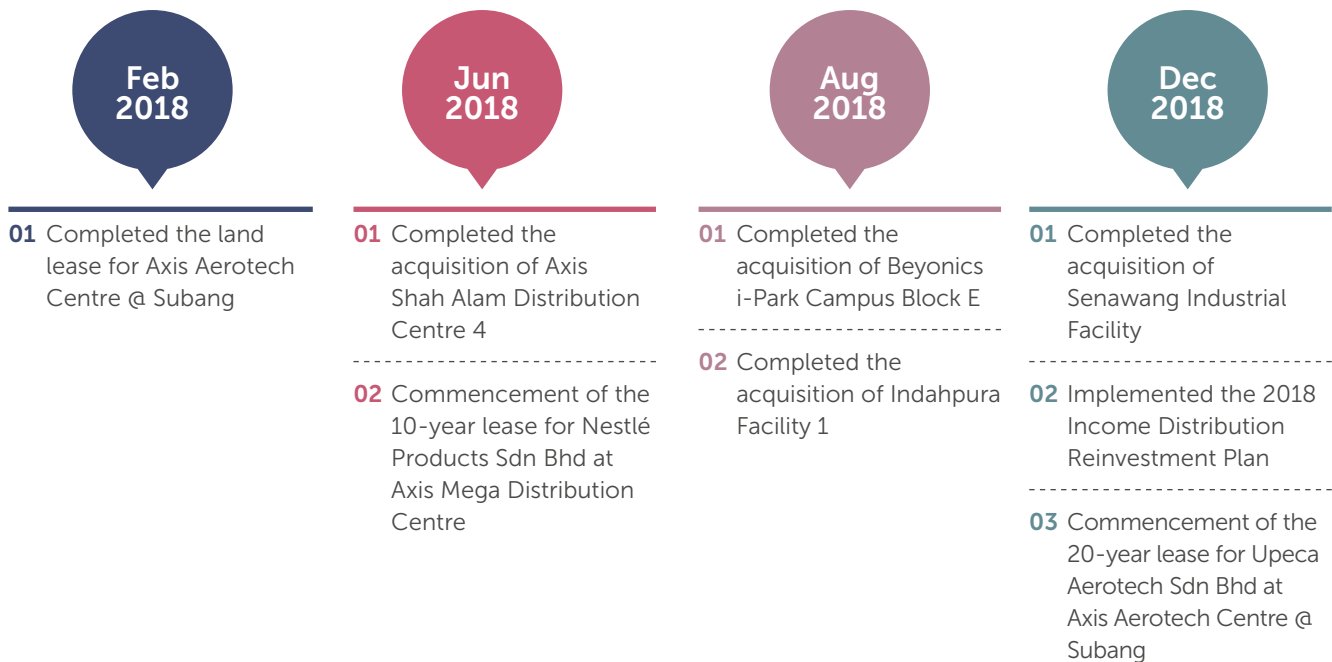 Feb
2018
01 Completed the land
lease for Axis Aerotech
Centre @ Subang
Jun
2018
01 Completed the
acquisition of Axis
Shah Alam Distribution
Centre 4
02 Commencement of the
10-year lease for Nestlé
Products Sdn Bhd at
Axis Mega Distribution
Centre
Aug
2018
01 Completed the
acquisition of Beyonics
i-Park Campus Block E
02 Completed the
acquisition of Indahpura
Facility 1
Dec
2018
01 Completed the
acquisition of
Senawang Industrial
Facility
02 Implemented the 2018
Income Distribution
Reinvestment Plan
03 Commencement of the
20-year lease for Upeca
Aerotech Sdn Bhd at
Axis Aerotech Centre @
Subang